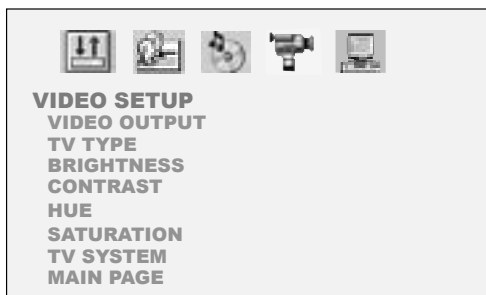 VIDEO SETUP
VIDEO OUTPUT
TV TYPE
BRIGHTNESS
CONTRAST
HUE
SATURATION
TV SYSTEM
MAIN PAGE